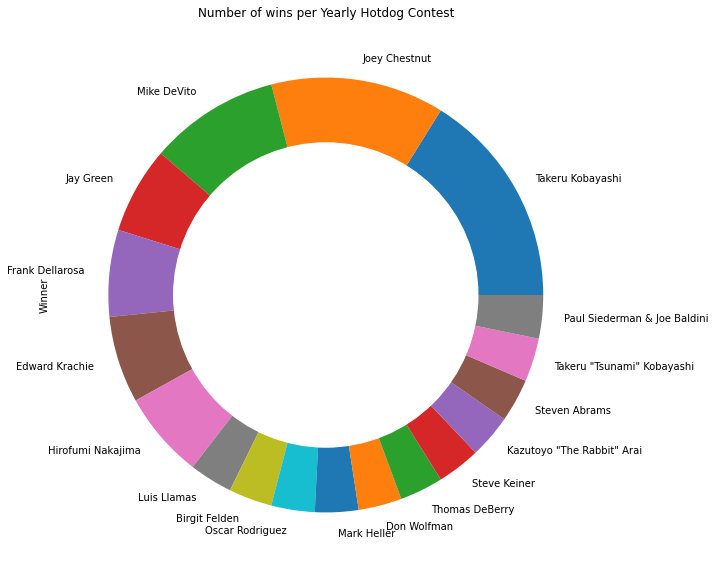 Number of wins per Yearly Hotdog Contest
Joey Chestnut
Mike DeVito
Takeru Kobayashi
Jay Green
Frank Dellarosa
Winner
Paul Siederman & Joe Baldini
Edward Krachie
Takeru "Tsunami" Kobayashi
Steven Abrams
Hirofumi Nakajima
Kazutoyo "The Rabbit" Arai
Steve Keiner
Luis Llamas
Thomas DeBerry
Birgit Felden
Don Wolfman
Oscar Rodriguez
Mark Heller